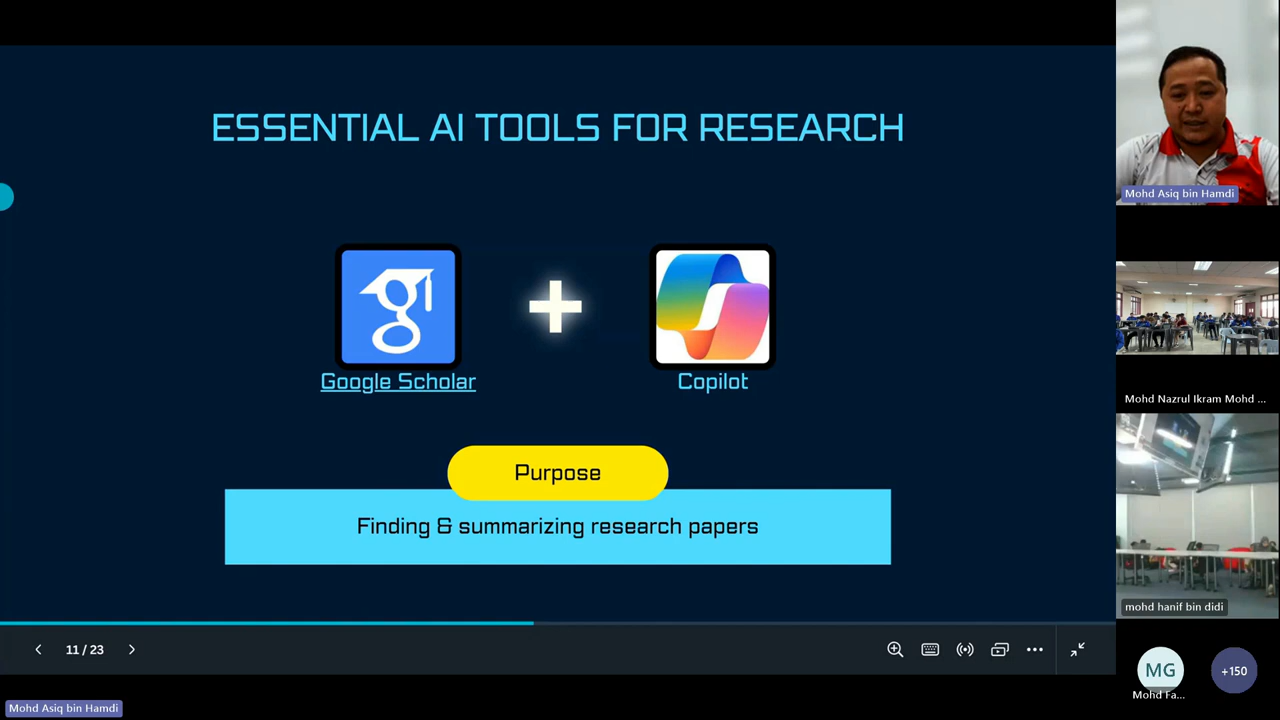 ESSENTIAL AI TOOLS FOR RESEARCH
Google Scholar
Copilot
Purpose
Finding & summarizing research papers
11 / 23
Mohd Asiq bin Hamdi
Mohd Asiq bin Hamdi
Mohd Nazrul Ikram Mohd ...
mohd hanif bin didi
MG
Mohd Fa...
+150